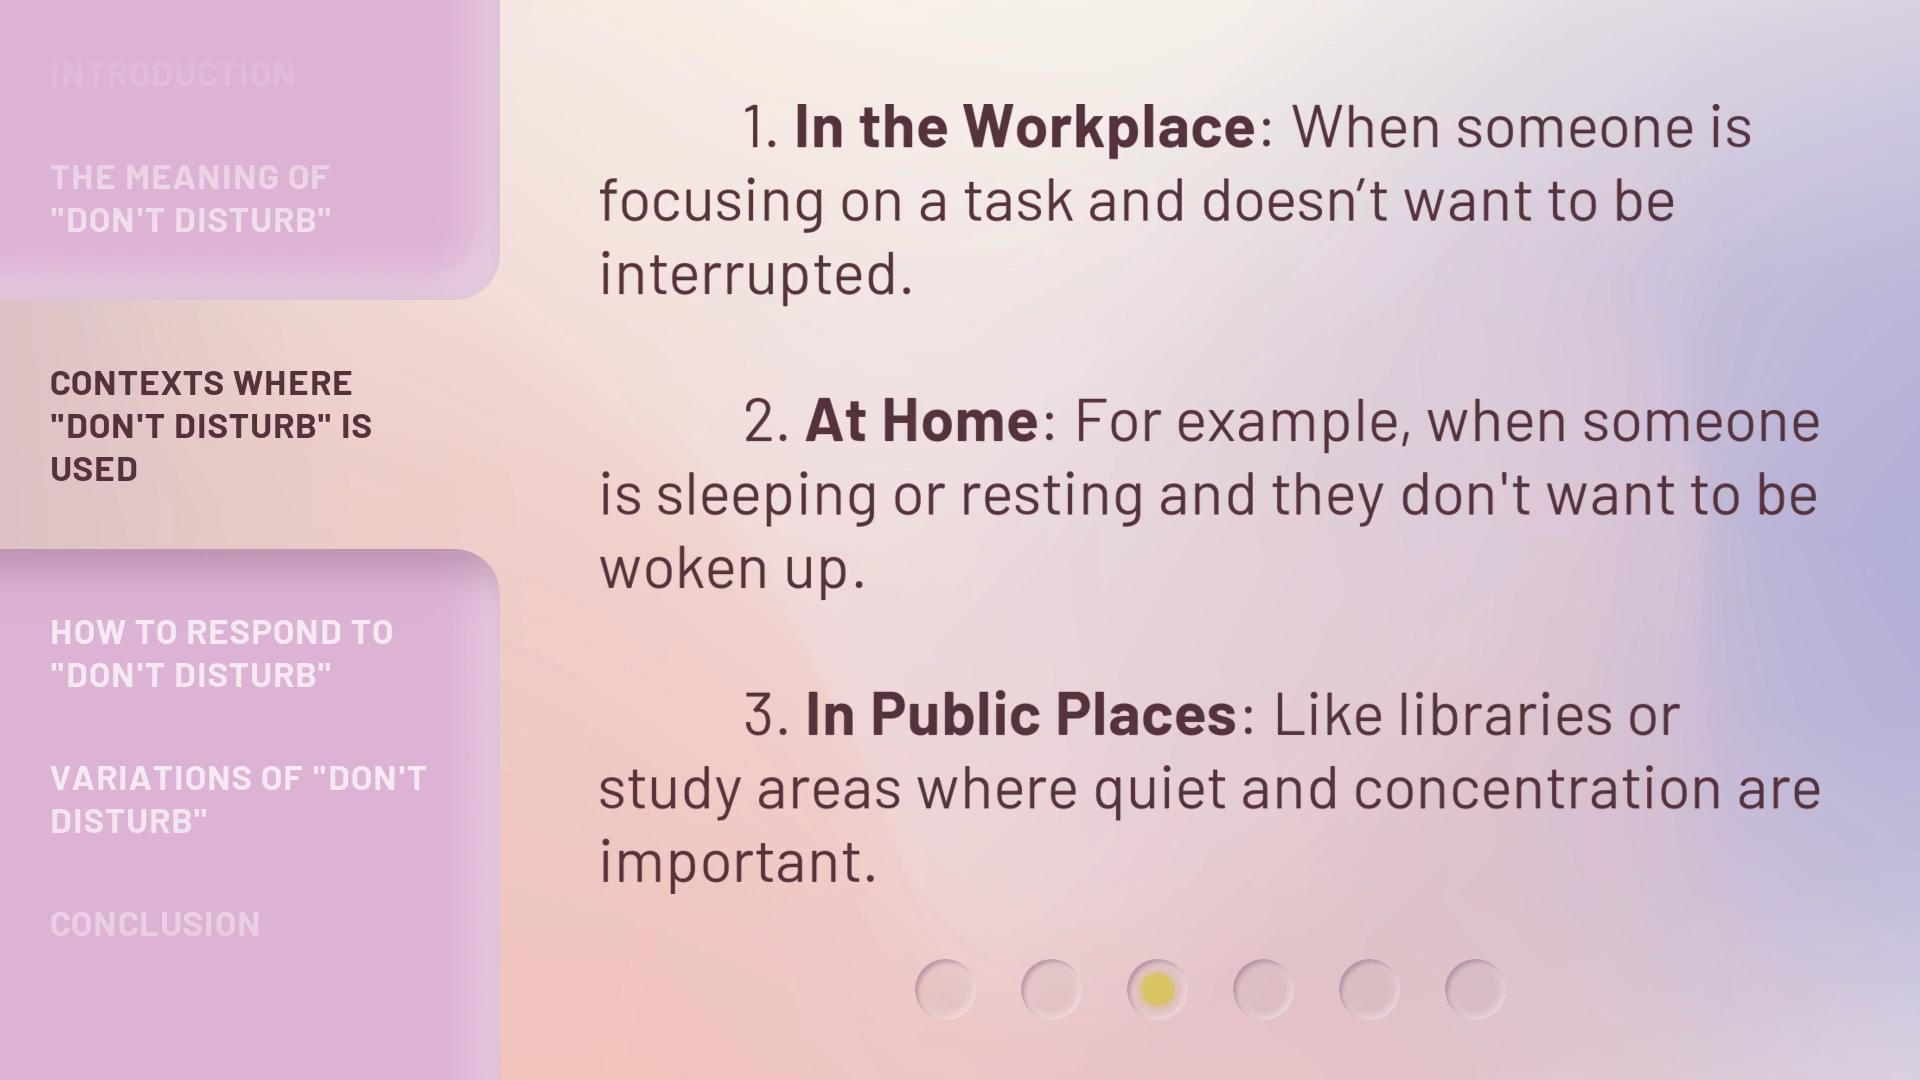 INTRODUCTION
THE MEANING OF
"DON'T DISTURB"
CONTEXTS WHERE
"DON'T DISTURB" IS
USED
HOW TO RESPOND TO
"DON'T DISTURB"
VARIATIONS OF "DON'T
DISTURB"
CONCLUSION
1. In the Workplace: When someone is
focusing on a task and doesn’t want to be
interrupted.
2. At Home: For example, when someone
is sleeping or resting and they don't want to be
woken up.
3. In Public Places: Like libraries or
study areas where quiet and concentration are
important.